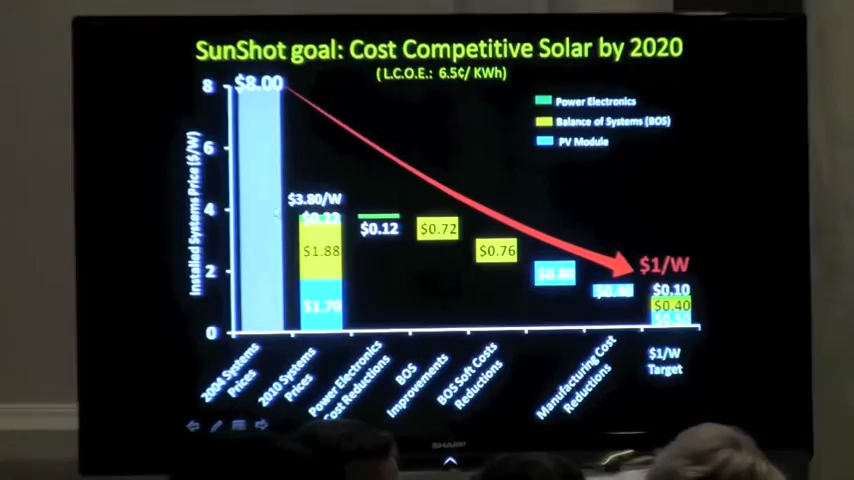 SunShot goal: Cost Competitive Solar by 2020
( L.C.O.E.: 6.5¢/ KWh)
8
$8.00
Power Electronics
Balance of Systems (BOS)
PV Module
Installed Systems Price ($/W)
6
4
2
0
$3.80/W
$0.22
$1.88
$1.70
$0.12
$0.72
$0.76
$1/W
$0.10
$0.40
2004 Systems
Prices
2010 Systems
Prices
Power Electronics
Cost Reductions
BOS
Improvements
BOS Soft Costs
Reductions
Manufacturing Cost
Reductions
$1/W
Target
SHARP